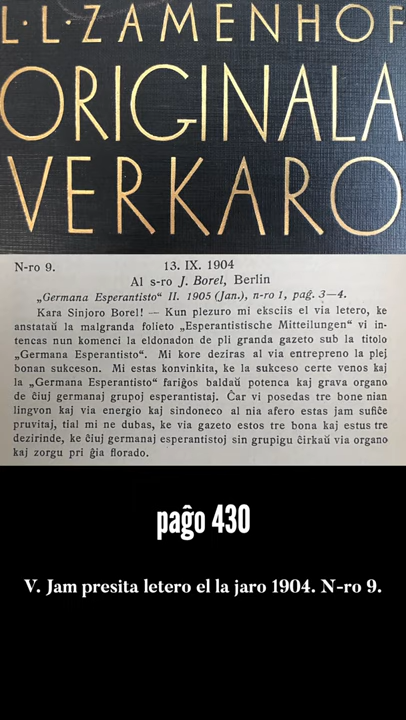 L·L·ZAMENHOF
ORIGINALA
VERKARO
N-ro 9.
13. IX. 1904
Al s-ro J. Borel, Berlin
„Germana Esperantisto“ II. 1905 (Jan.), n-ro 1, paĝ. 3—4.
Kara Sinjoro Borel! — Kun plezuro mi eksciis el via letero, ke
anstataŭ la malgranda folieto „Esperantistische Mitteilungen“ vi in-
tencas nun komenci la eldonadon de pli granda gazeto sub la titolo
„Germana Esperantisto“. Mi kore deziras al via entrepreno la plej
bonan sukceson. Mi estas konvinkita, ke la sukceso certe venos kaj
la „Germana Esperantisto“ fariĝos baldaŭ potenca kaj grava organo
de ĉiuj germanaj grupoj esperantistaj. Ĉar vi posedas tre bone nian
lingvon kaj via energio kaj sindoneco al nia afero estas jam sufiĉe
pruvitaj, tial mi ne dubas, ke via gazeto estos tre bona kaj estus tre
dezirinde, ke ĉiuj germanaj esperantistoj sin grupigu ĉirkaŭ via organo
kaj zorgu pri ĝia florado.
paĝo 430
V. Jam presita letero el la jaro 1904. N-ro 9.